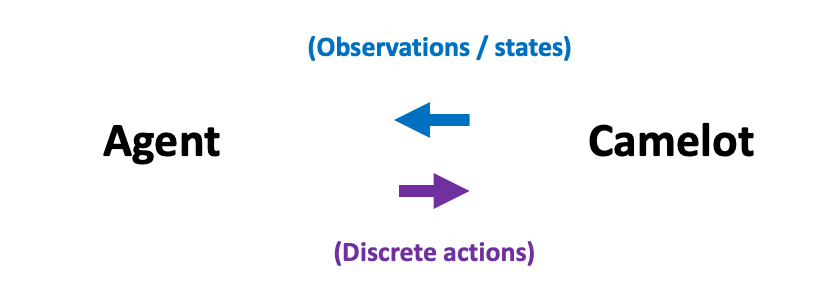 (Observations / states)
Agent
Camelot
(Discrete actions)